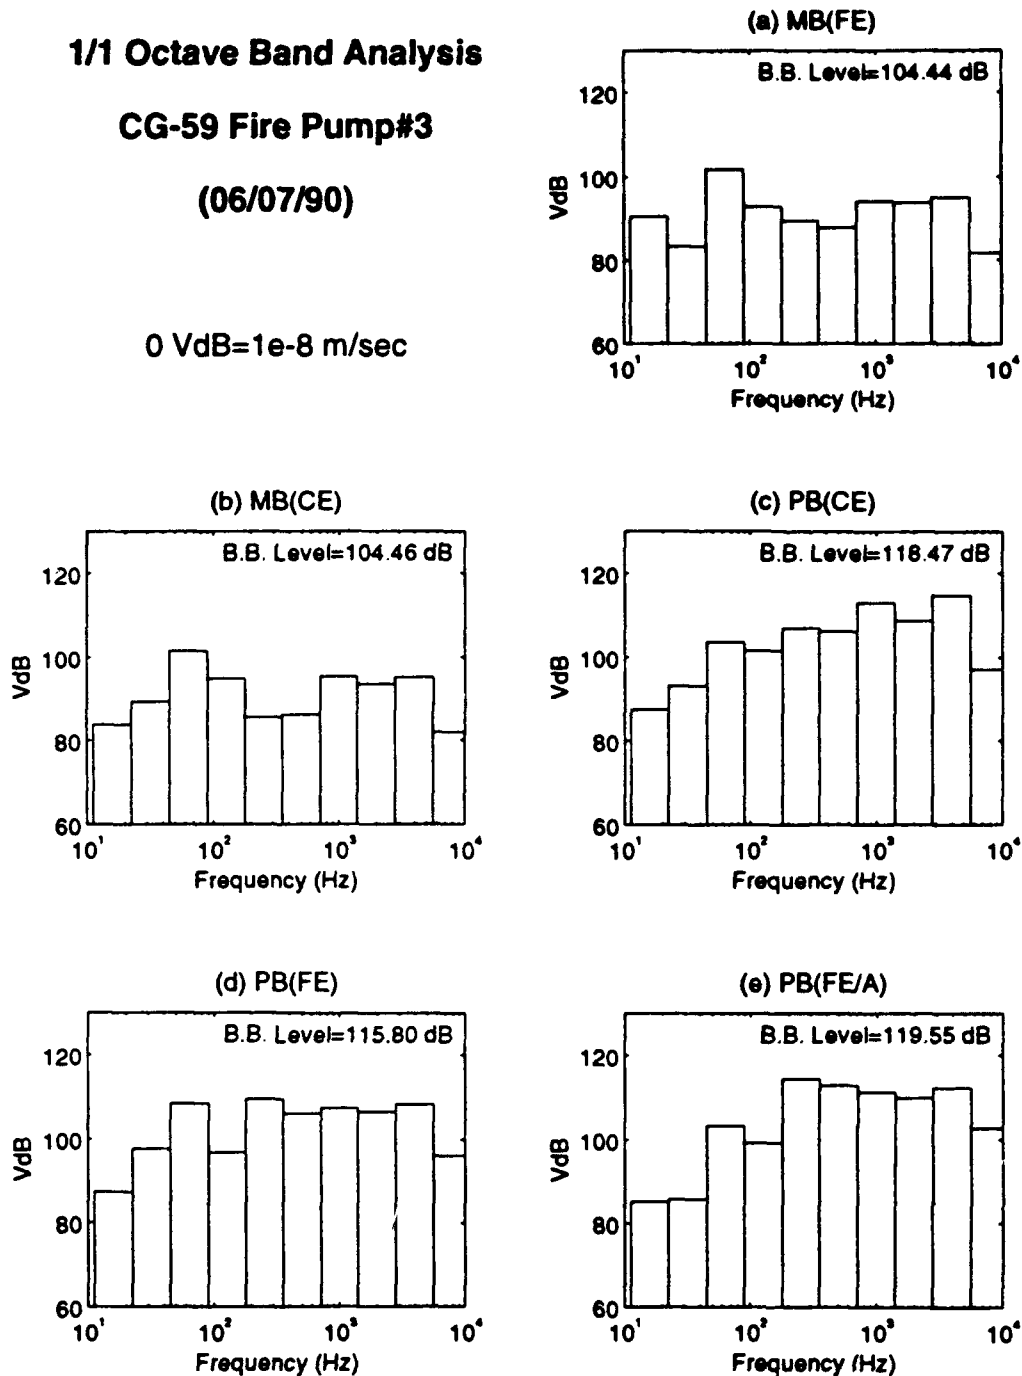 1/1 Octave Band Analysis
CG-59 Fire Pump#3
(06/07/90)
0 VdB=1e-8 m/sec
(a) MB(FE)
B.B. Level=104.44 dB
120
100
80
60
VdB
10¹ 10² 10³ 10⁴
Frequency (Hz)
(b) MB(CE)
B.B. Level=104.46 dB
120
100
80
60
VdB
10¹ 10² 10³ 10⁴
Frequency (Hz)
(c) PB(CE)
B.B. Level=118.47 dB
120
100
80
60
VdB
10¹ 10² 10³ 10⁴
Frequency (Hz)
(d) PB(FE)
B.B. Level=115.80 dB
120
100
80
60
VdB
10¹ 10² 10³ 10⁴
Frequency (Hz)
(e) PB(FE/A)
B.B. Level=119.55 dB
120
100
80
60
VdB
10¹ 10² 10³ 10⁴
Frequency (Hz)